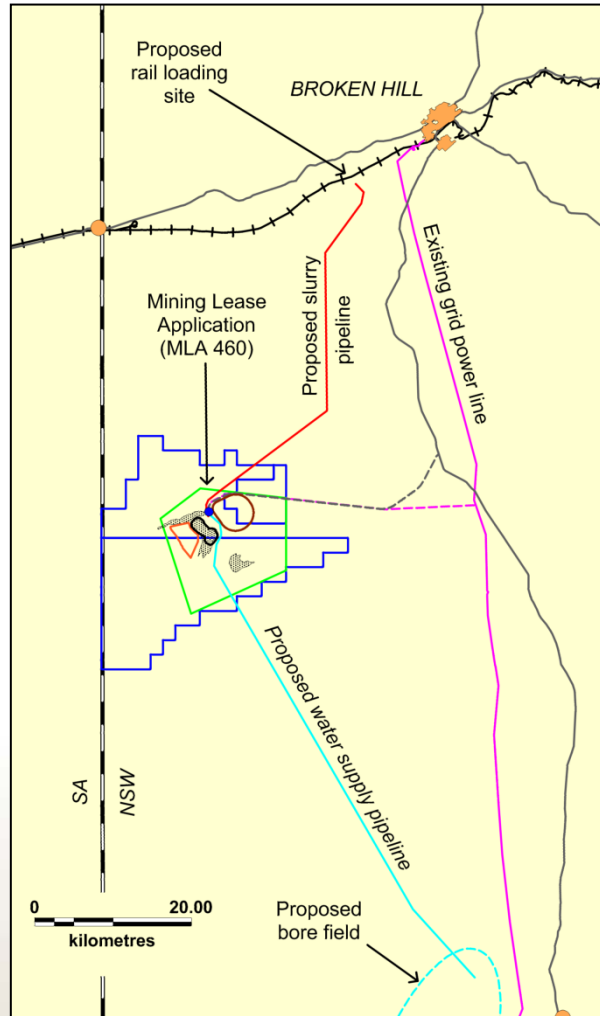 Proposed
rail loading
site
BROKEN HILL
Existing grid power line
Proposed slurry
pipeline
Mining Lease
Application
(MLA 460)
Proposed water supply pipeline
SA
NSW
0
20.00
kilometres
Proposed
bore field